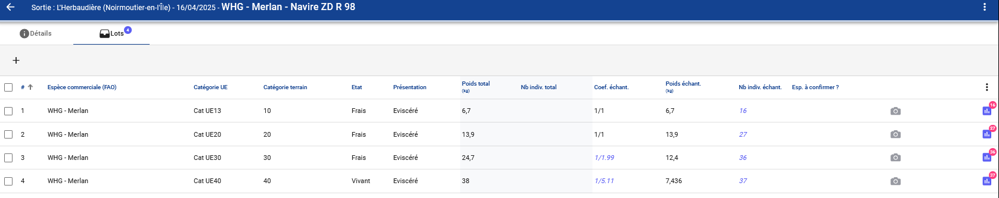 Sortie : L'Herbaudière (Noirmoutier-en-l'Île) - 16/04/2025 - WHG - Merlan - Navire ZD R 98
Détails Lots 4
# Espèce commerciale (FAO) Catégorie UE Catégorie terrain Etat Présentation Poids total (kg) Nb indiv. total Coef. échant. Poids échant. (kg) Nb indiv. échant. Esp. à confirmer ?
1 WHG - Merlan Cat UE13 10 Frais Eviscéré 6,7 1/1 6,7 16 16
2 WHG - Merlan Cat UE20 20 Frais Eviscéré 13,9 1/1 13,9 27 27
3 WHG - Merlan Cat UE30 30 Frais Eviscéré 24,7 1/1.99 12,4 36 36
4 WHG - Merlan Cat UE40 40 Vivant Eviscéré 38 1/5.11 7,436 37 37